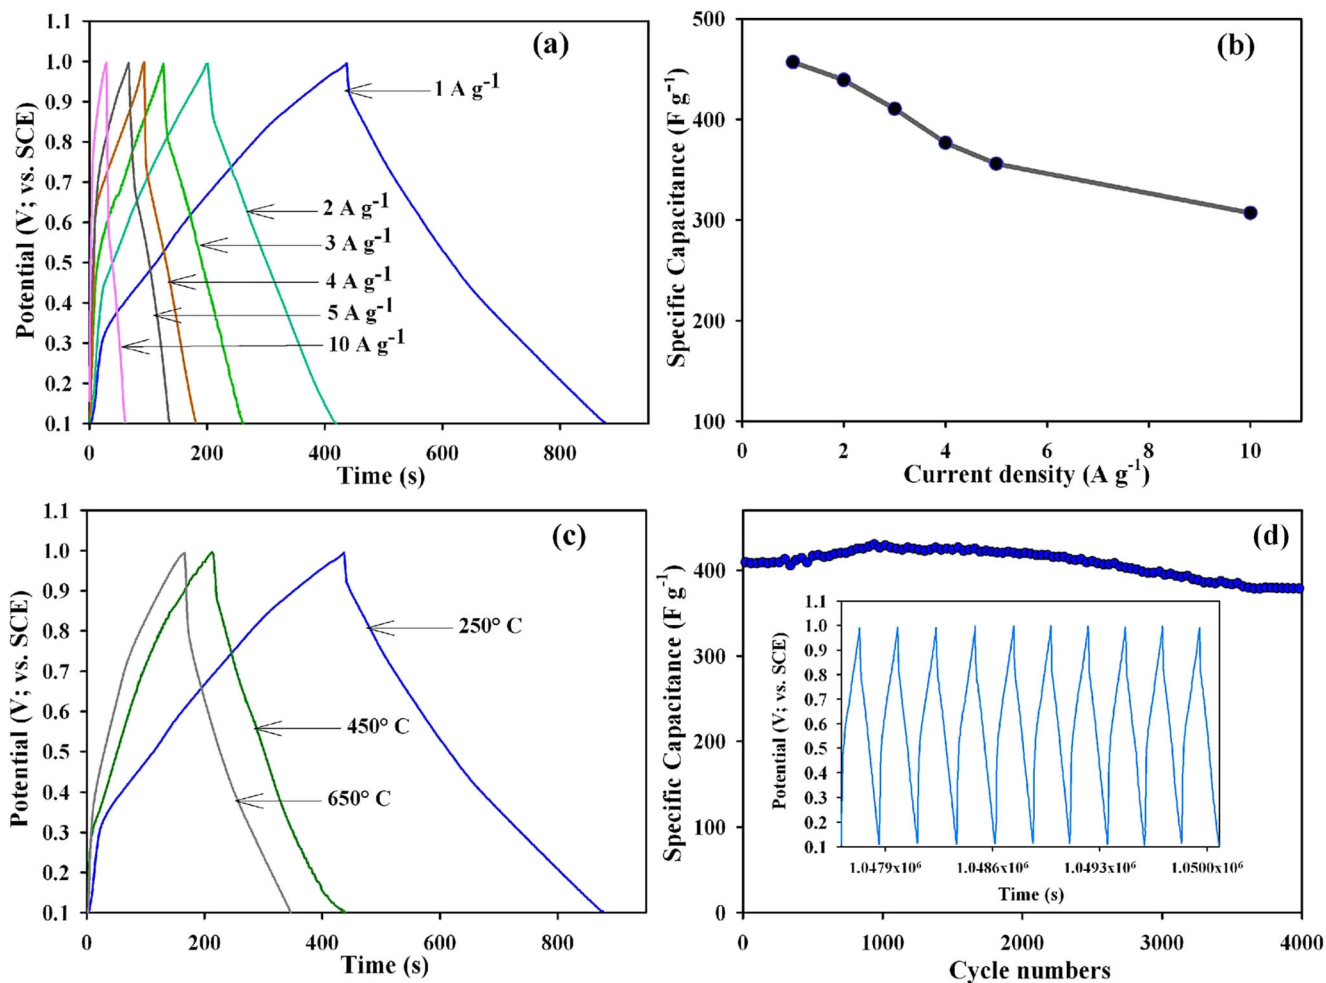 (a)
Potential (V; vs. SCE)
1.1
1.0
0.9
0.8
0.7
0.6
0.5
0.4
0.3
0.2
0.1
1 A g-1
2 A g-1
3 A g-1
4 A g-1
5 A g-1
10 A g-1
0 200 400 600 800
Time (s)
(b)
Specific Capacitance (F g-1)
500
400
300
200
100
0 2 4 6 8 10
Current density (A g-1)
(c)
Potential (V; vs. SCE)
1.1
1.0
0.9
0.8
0.7
0.6
0.5
0.4
0.3
0.2
0.1
250° C
450° C
650° C
0 200 400 600 800
Time (s)
(d)
Specific Capacitance (F g-1)
400
300
200
100
0
Potential (V; vs. SCE)
1.1
1.0
0.9
0.8
0.7
0.6
0.5
0.4
0.3
0.2
0.1
1.0479x10⁶ 1.0486x10⁶ 1.0493x10⁶ 1.0500x10⁶
Time (s)
0 1000 2000 3000 4000
Cycle numbers